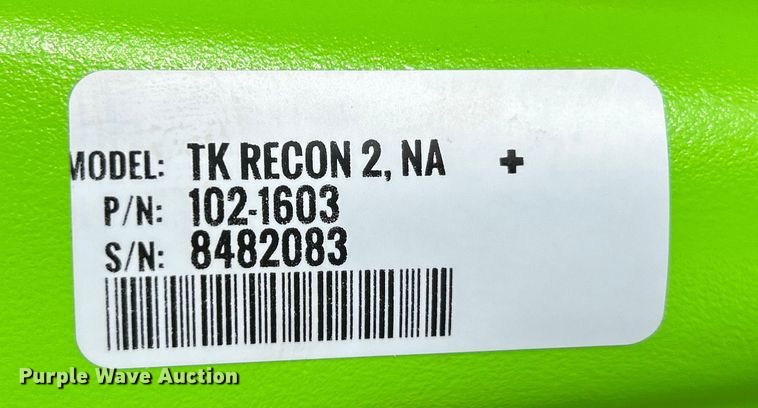 MODEL: TK RECON 2, NA +
P/N: 102-1603
S/N: 8482083
Purple Wave Auction